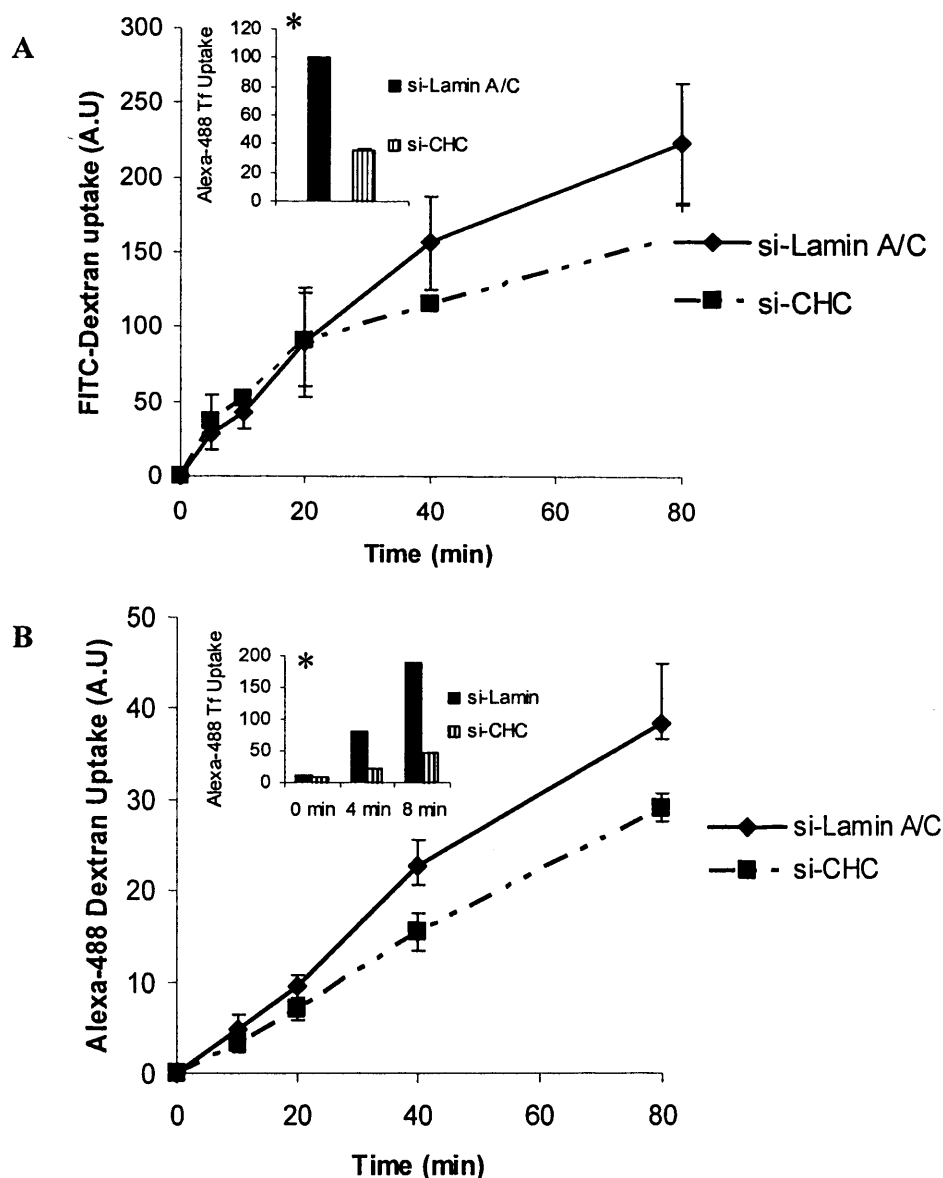 A
FITC-Dextran uptake (A.U)
300
250
200
150
100
50
0
0 20 40 60 80
Time (min)
*
Alexa-488 Tf Uptake
120
100
80
60
40
20
0
si-Lamin A/C
si-CHC
si-Lamin A/C
si-CHC
B
Alexa-488 Dextran Uptake (A.U)
50
40
30
20
10
0
0 20 40 60 80
Time (min)
*
Alexa-488 Tf Uptake
200
150
100
50
0
0 min 4 min 8 min
si-Lamin
si-CHC
si-Lamin A/C
si-CHC